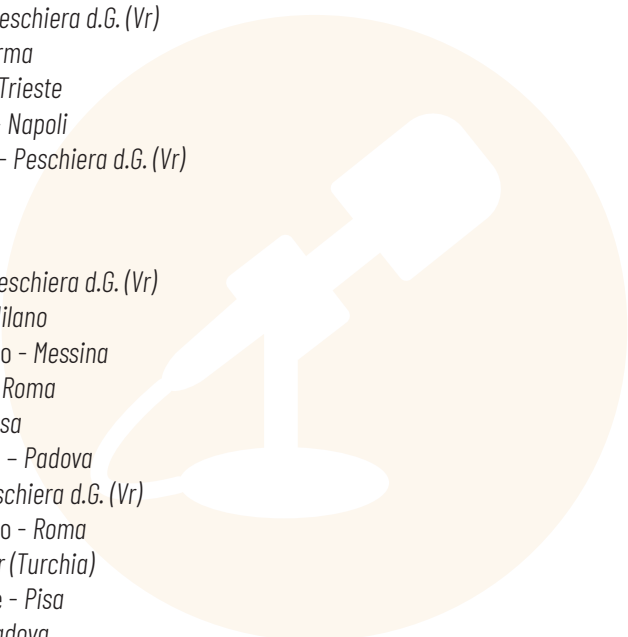 eschiera d.G. (Vr)
rma
Trieste
- Napoli
- Peschiera d.G. (Vr)
eschiera d.G. (Vr)
ilano
o - Messina
Roma
sa
– Padova
schiera d.G. (Vr)
o - Roma
r (Turchia)
e - Pisa
adova